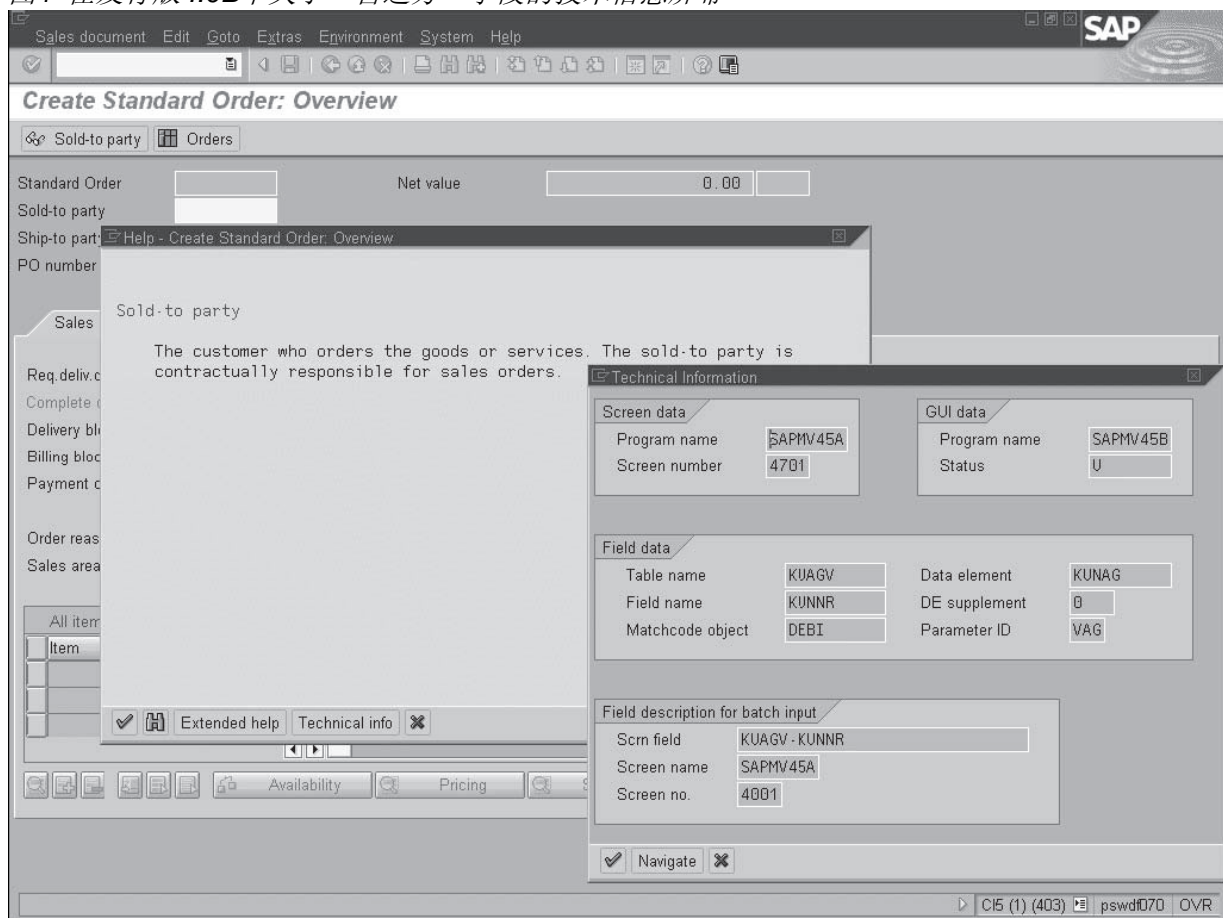 Sales document Edit Goto Extras Environment System Help
SAP
Create Standard Order: Overview
Sold-to party Orders
Standard Order Net value 0.00
Sold-to party
Ship-to part
PO number
Help - Create Standard Order: Overview
Sold-to party
The customer who orders the goods or services. The sold-to party is
contractually responsible for sales orders.
Sales
Req.deliv.c
Complete
Delivery bl
Billing bloc
Payment c
Order reas
Sales area
All item
Item
Extended help Technical info
Availability Pricing
Technical Information
Screen data
Program name SAPMV45A
Screen number 4701
GUI data
Program name SAPMV45B
Status U
Field data
Table name KUAGV Data element KUNAG
Field name KUNNR DE supplement 0
Matchcode object DEBI Parameter ID VAG
Field description for batch input
Scrn field KUAGV-KUNNR
Screen name SAPMV45A
Screen no. 4001
Navigate
CI5 (1) (403) pswdf070 OVR